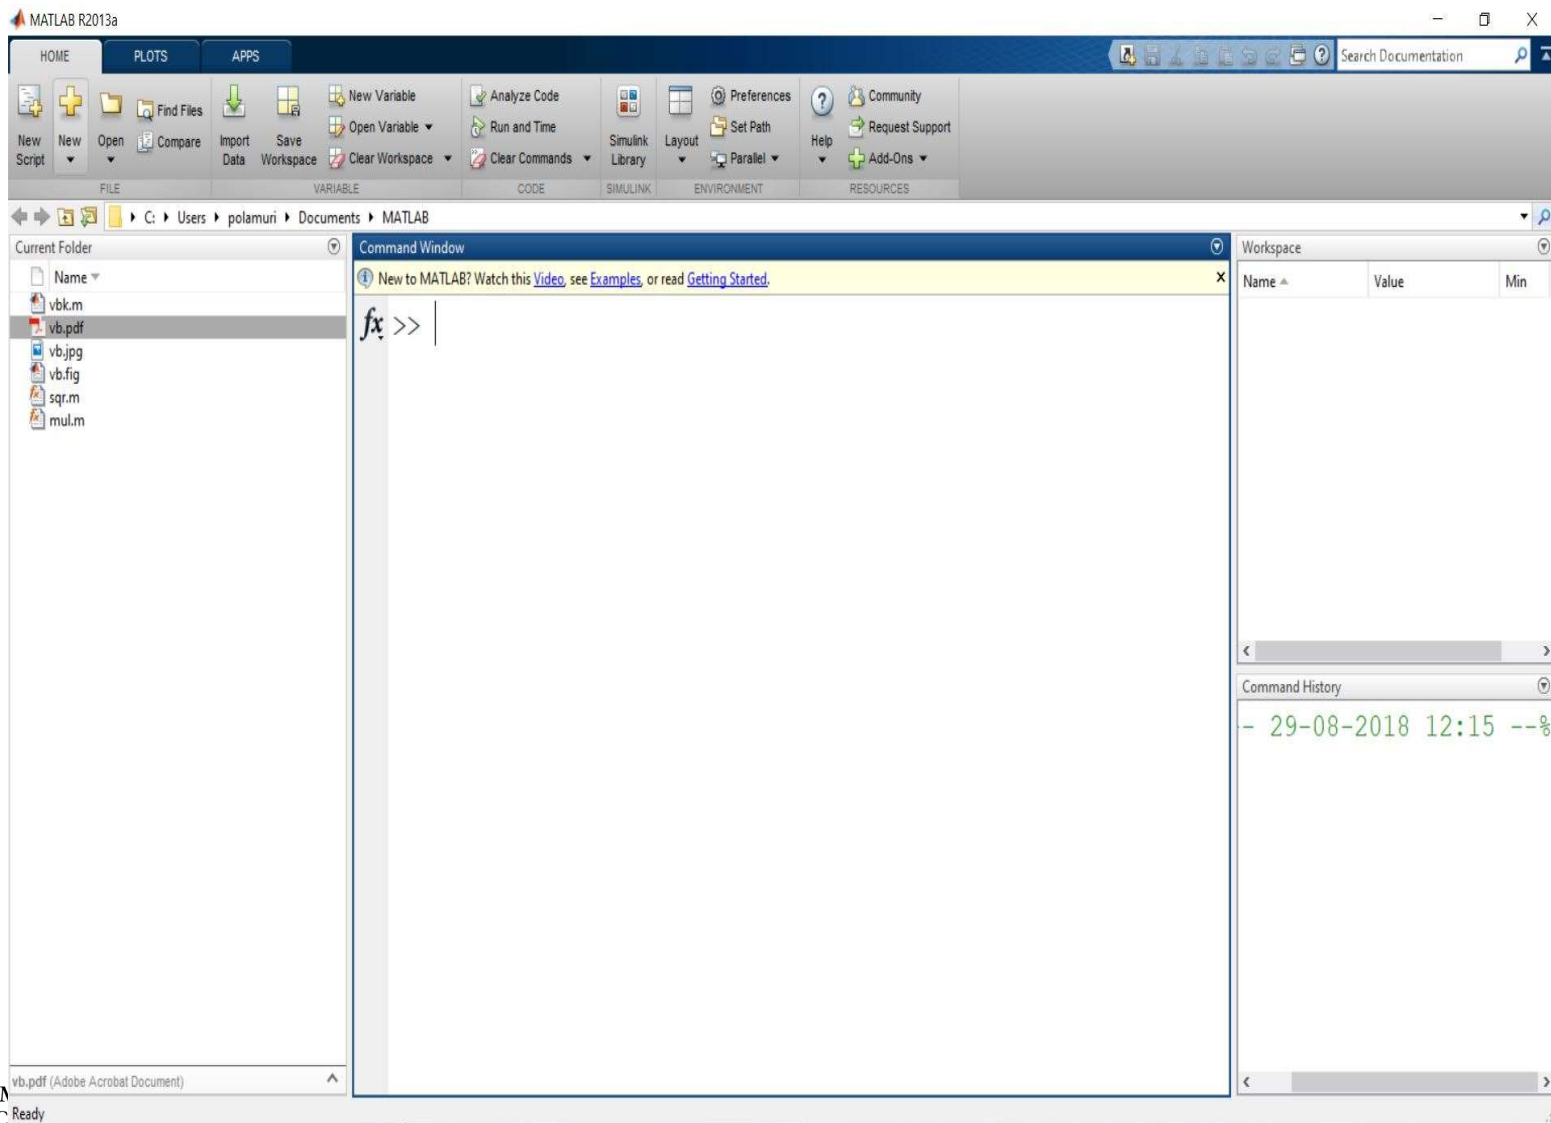 MATLAB R2013a
HOME PLOTS APPS
Search Documentation
New Script
New
Open
Find Files
Compare
FILE
Import Data
Save Workspace
New Variable
Open Variable
Clear Workspace
VARIABLE
Analyze Code
Run and Time
Clear Commands
CODE
Simulink Library
SIMULINK
Layout
Preferences
Set Path
Parallel
ENVIRONMENT
Help
Community
Request Support
Add-Ons
RESOURCES
C: Users polamuri Documents MATLAB
Current Folder
Name
vbk.m
vb.pdf
vb.jpg
vb.fig
sqr.m
mul.m
vb.pdf (Adobe Acrobat Document)
Command Window
New to MATLAB? Watch this Video, see Examples, or read Getting Started.
fx >>
Workspace
Name Value Min
Command History
- 29-08-2018 12:15 --%
Ready